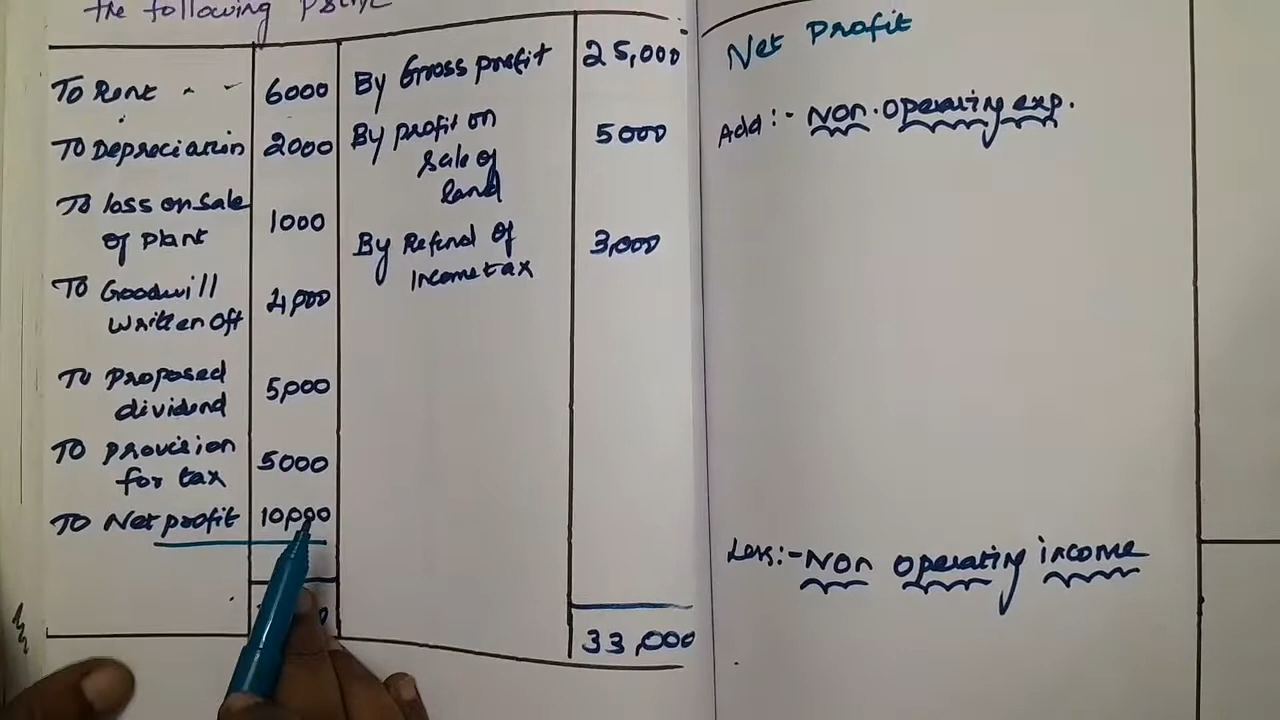 the following P&L A/c
To Rent
6000
By Gross profit
25,000
To Depreciation
2000
By profit on
sale of
land
5000
To loss on sale
of plant
1000
By Refund of
Income tax
3,000
To Goodwill
written off
4,000
To proposed
dividend
5,000
To provision
for tax
5000
To Net profit
10,000
33,000
Net Profit
Add:- Non-Operating exp.
Less:- Non Operating income